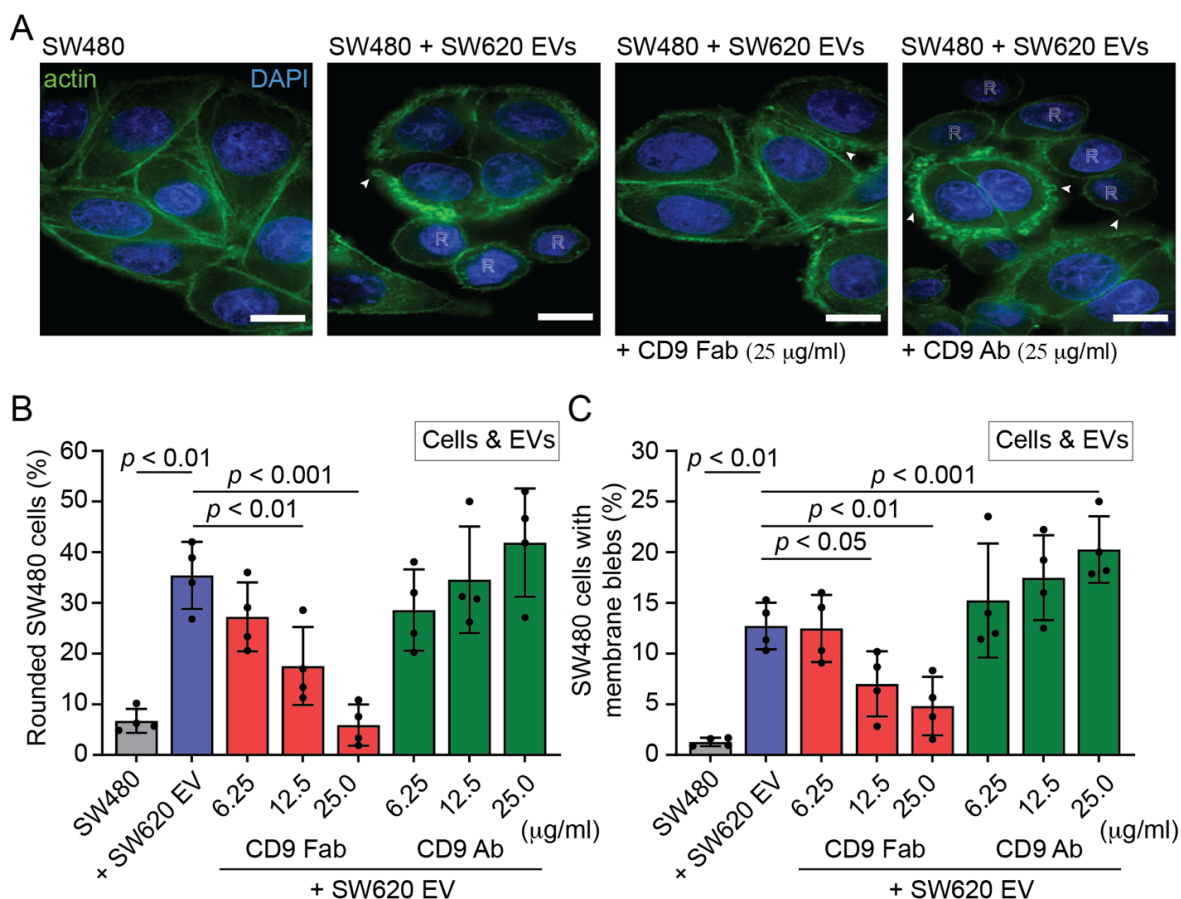 A
SW480
SW480 + SW620 EVs
SW480 + SW620 EVs
SW480 + SW620 EVs
actin
DAPI
R
R
R
R
R
R
R
R
+ CD9 Fab (25 μg/ml)
+ CD9 Ab (25 μg/ml)
B
Rounded SW480 cells (%)
60
50
40
30
20
10
0
Cells & EVs
p < 0.01
p < 0.001
p < 0.01
SW480
+ SW620 EV
6.25
12.5
25.0
6.25
12.5
25.0
(μg/ml)
CD9 Fab
CD9 Ab
+ SW620 EV
C
SW480 cells with
membrane blebs (%)
30
25
20
15
10
5
0
Cells & EVs
p < 0.01
p < 0.001
p < 0.01
p < 0.05
SW480
+ SW620 EV
6.25
12.5
25.0
6.25
12.5
25.0
(μg/ml)
CD9 Fab
CD9 Ab
+ SW620 EV